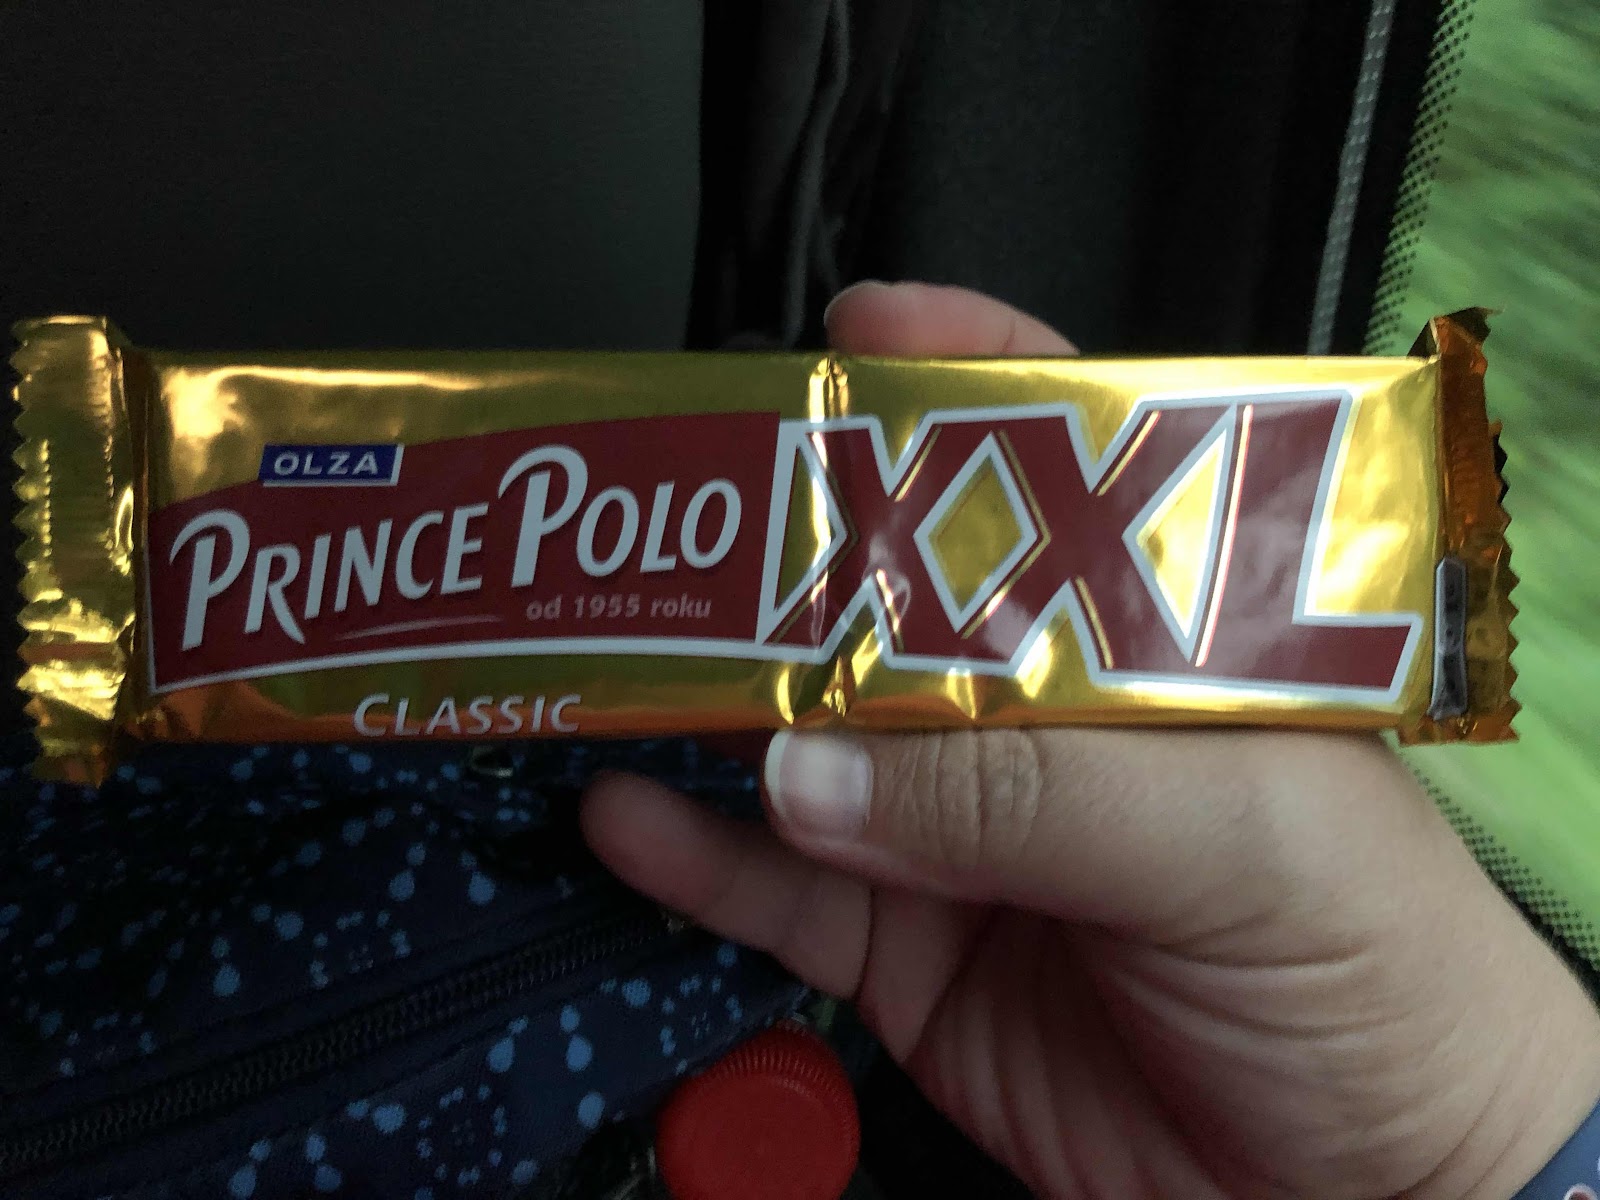 OLZA
PRINCE POLO XXL
od 1955 roku
CLASSIC